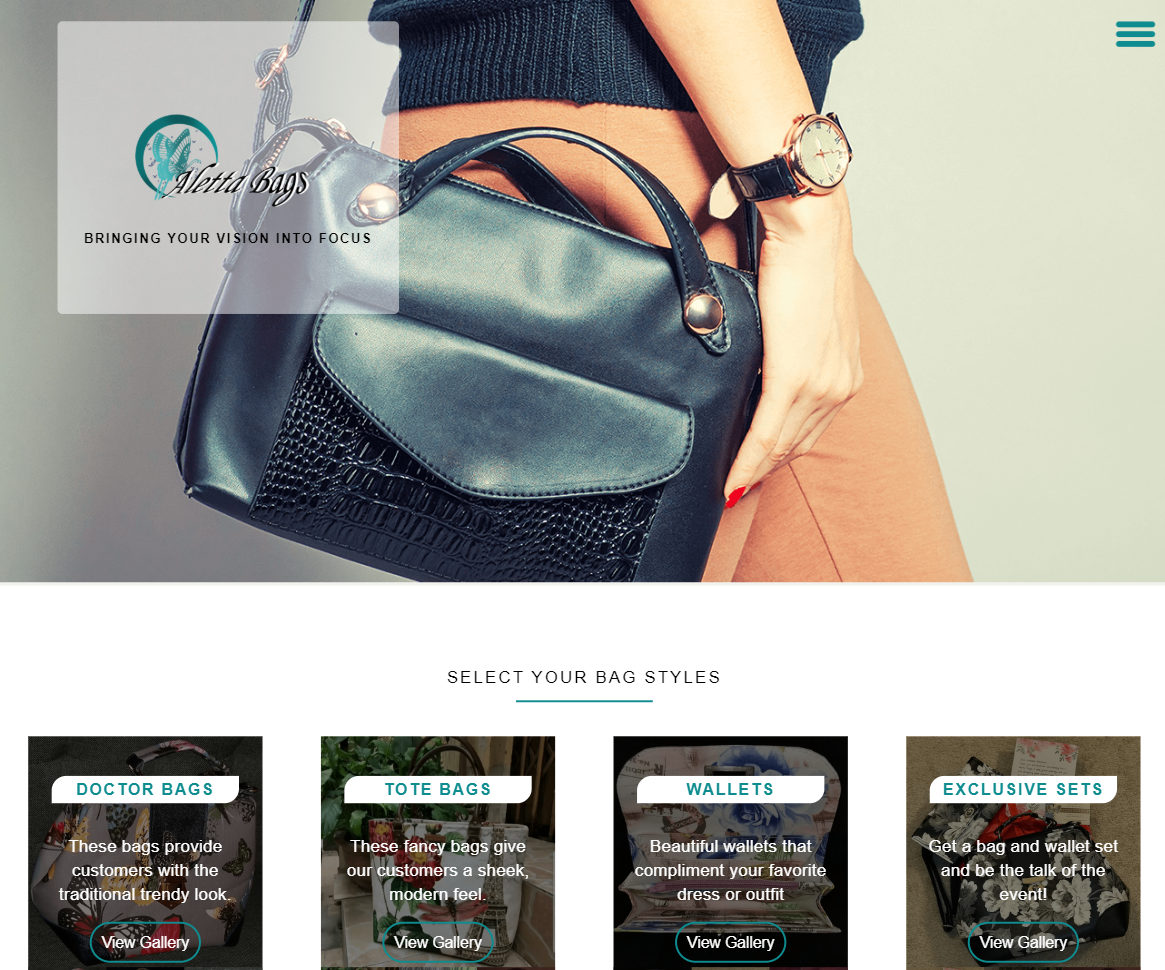 Aletta Bags
BRINGING YOUR VISION INTO FOCUS
SELECT YOUR BAG STYLES
DOCTOR BAGS
These bags provide
customers with the
traditional trendy look.
View Gallery
TOTE BAGS
These fancy bags give
our customers a sheek,
modern feel.
View Gallery
WALLETS
Beautiful wallets that
compliment your favorite
dress or outfit
View Gallery
EXCLUSIVE SETS
Get a bag and wallet set
and be the talk of the
event!
View Gallery